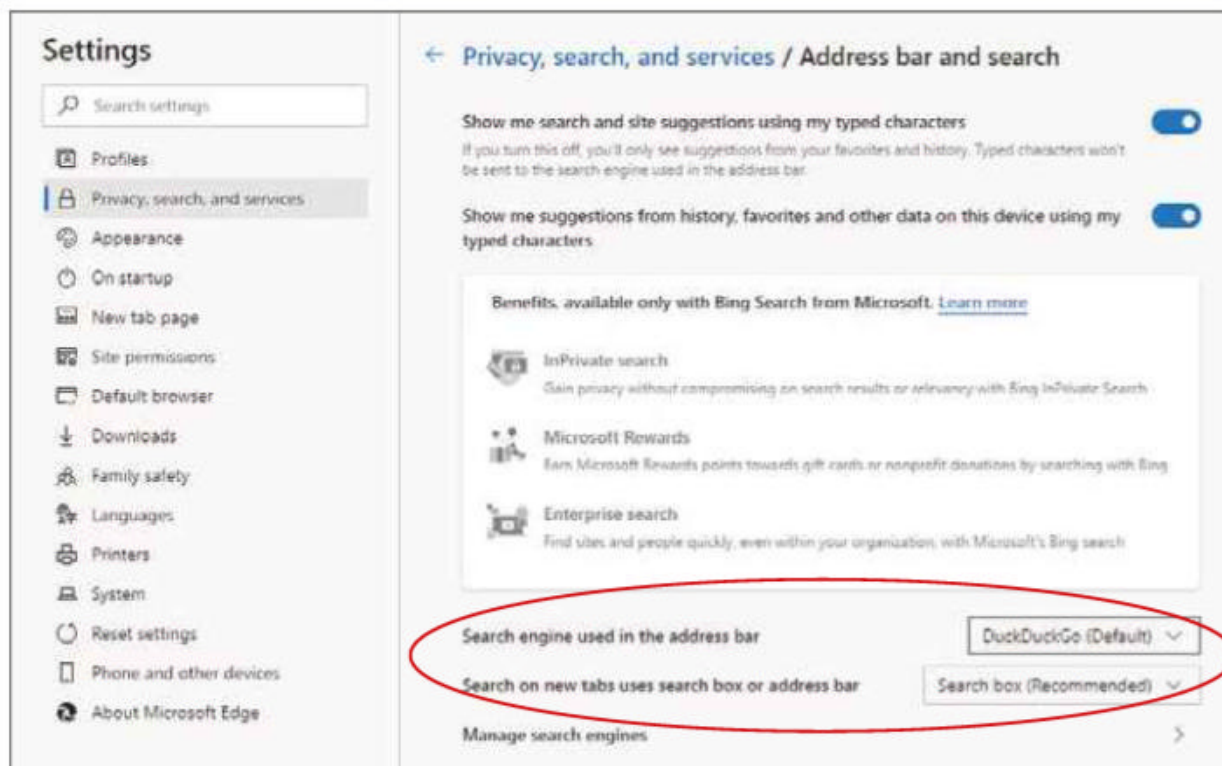 Settings
Search settings
Profiles
Privacy, search, and services
Appearance
On startup
New tab page
Site permissions
Default browser
Downloads
Family safety
Languages
Printers
System
Reset settings
Phone and other devices
About Microsoft Edge
← Privacy, search, and services / Address bar and search
Show me search and site suggestions using my typed characters
If you turn this off, you'll only see suggestions from your favorites and history. Typed characters won't
be sent to the search engine used in the address bar.
Show me suggestions from history, favorites and other data on this device using my
typed characters
Benefits, available only with Bing Search from Microsoft. Learn more
InPrivate search
Gain privacy without compromising on search results or relevancy with Bing InPrivate Search
Microsoft Rewards
Earn Microsoft Rewards points towards gift cards or nonprofit donations by searching with Bing
Enterprise search
Find sites and people quickly, even within your organization, with Microsoft's Bing search
Search engine used in the address bar
DuckDuckGo (Default)
Search on new tabs uses search box or address bar
Search box (Recommended)
Manage search engines